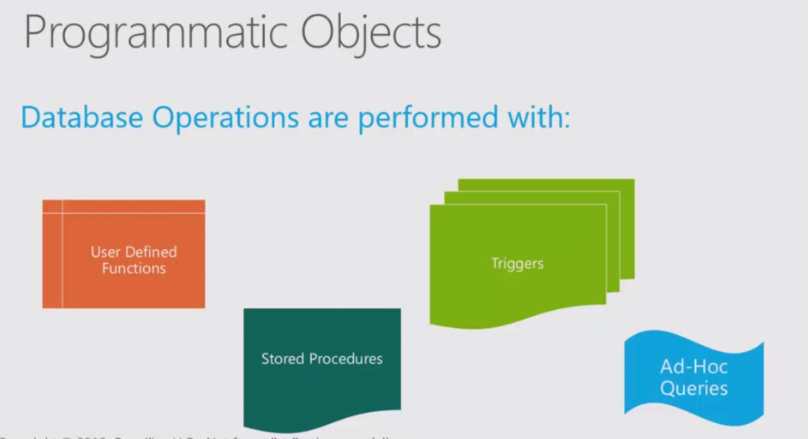 Programmatic Objects
Database Operations are performed with:
User Defined
Functions
Triggers
Stored Procedures
Ad-Hoc
Queries